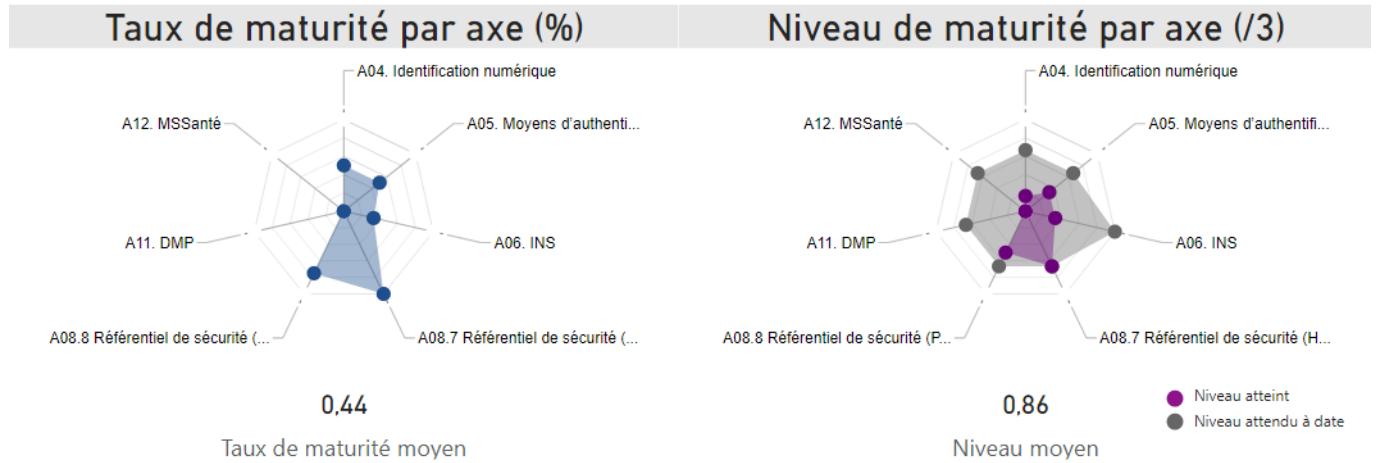 Taux de maturité par axe (%)
Niveau de maturité par axe (/3)
A04. Identification numérique
A12. MSSanté
A05. Moyens d'authenti...
A11. DMP
A06. INS
A08.8 Référentiel de sécurité (...
A08.7 Référentiel de sécurité (...
0,44
Taux de maturité moyen
A04. Identification numérique
A12. MSSanté
A05. Moyens d'authentifi...
A11. DMP
A06. INS
A08.8 Référentiel de sécurité (P...
A08.7 Référentiel de sécurité (H...
0,86
Niveau moyen
Niveau atteint
Niveau attendu à date